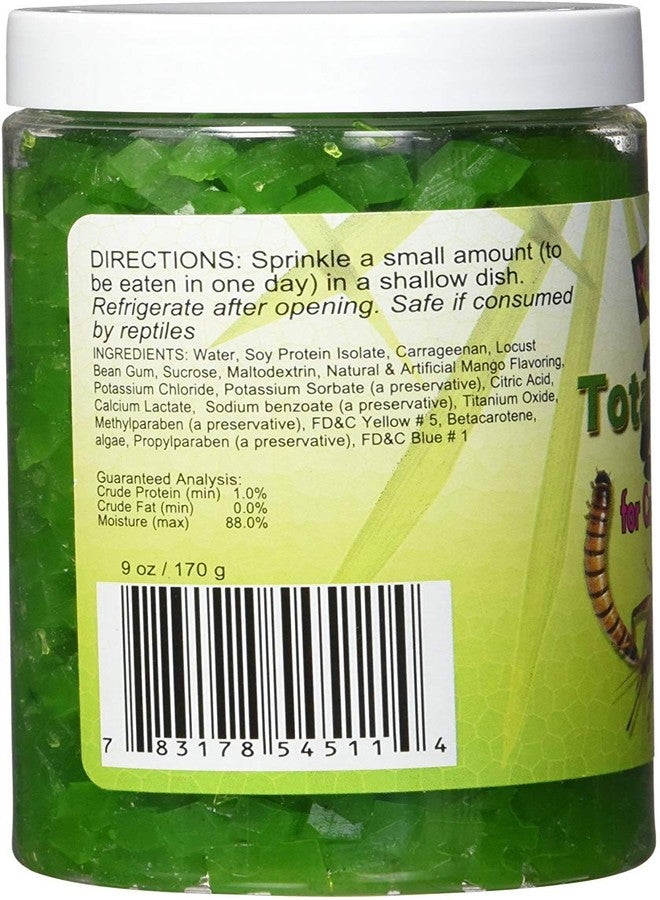 DIRECTIONS: Sprinkle a small amount (to
be eaten in one day) in a shallow dish.
Refrigerate after opening. Safe if consumed
by reptiles
INGREDIENTS: Water, Soy Protein Isolate, Carrageenan, Locust
Bean Gum, Sucrose, Maltodextrin, Natural & Artificial Mango Flavoring,
Potassium Chloride, Potassium Sorbate (a preservative), Citric Acid,
Calcium Lactate, Sodium benzoate (a preservative), Titanium Oxide,
Methylparaben (a preservative), FD&C Yellow # 5, Betacarotene,
algae, Propylparaben (a preservative), FD&C Blue # 1
Guaranteed Analysis:
Crude Protein (min) 1.0%
Crude Fat (min) 0.0%
Moisture (max) 88.0%
9 oz / 170 g
7 83178 54511 4
for